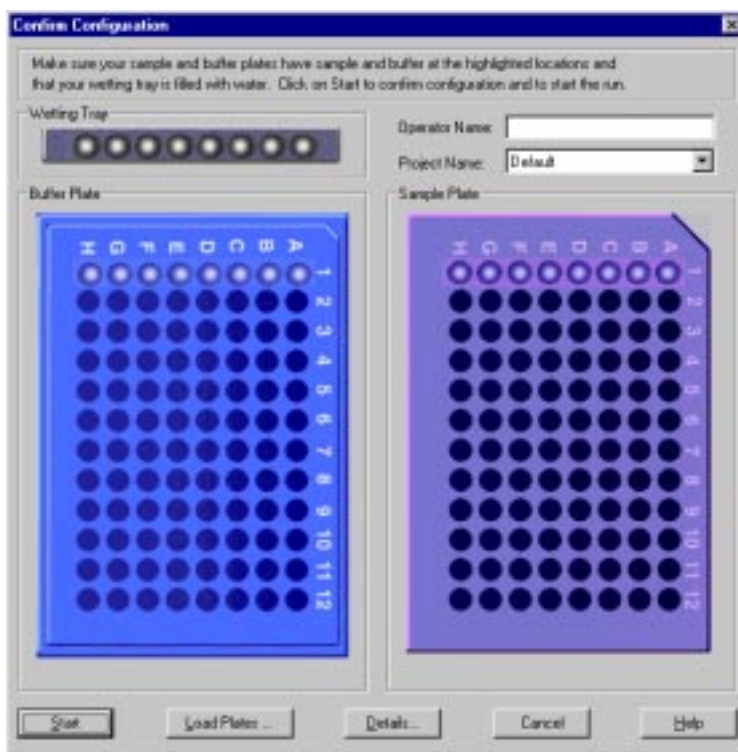 Confirm Configuration
Make sure your sample and buffer plates have sample and buffer at the highlighted locations and
that your wetting tray is filled with water. Click on Start to confirm configuration and to start the run.
Wetting Tray
Operator Name:
Project Name: Default
Buffer Plate
Sample Plate
H G F E D C B A
1
2
3
4
5
6
7
8
9
10
11
12
H G F E D C B A
1
2
3
4
5
6
7
8
9
10
11
12
Start Load Plates ... Details... Cancel Help